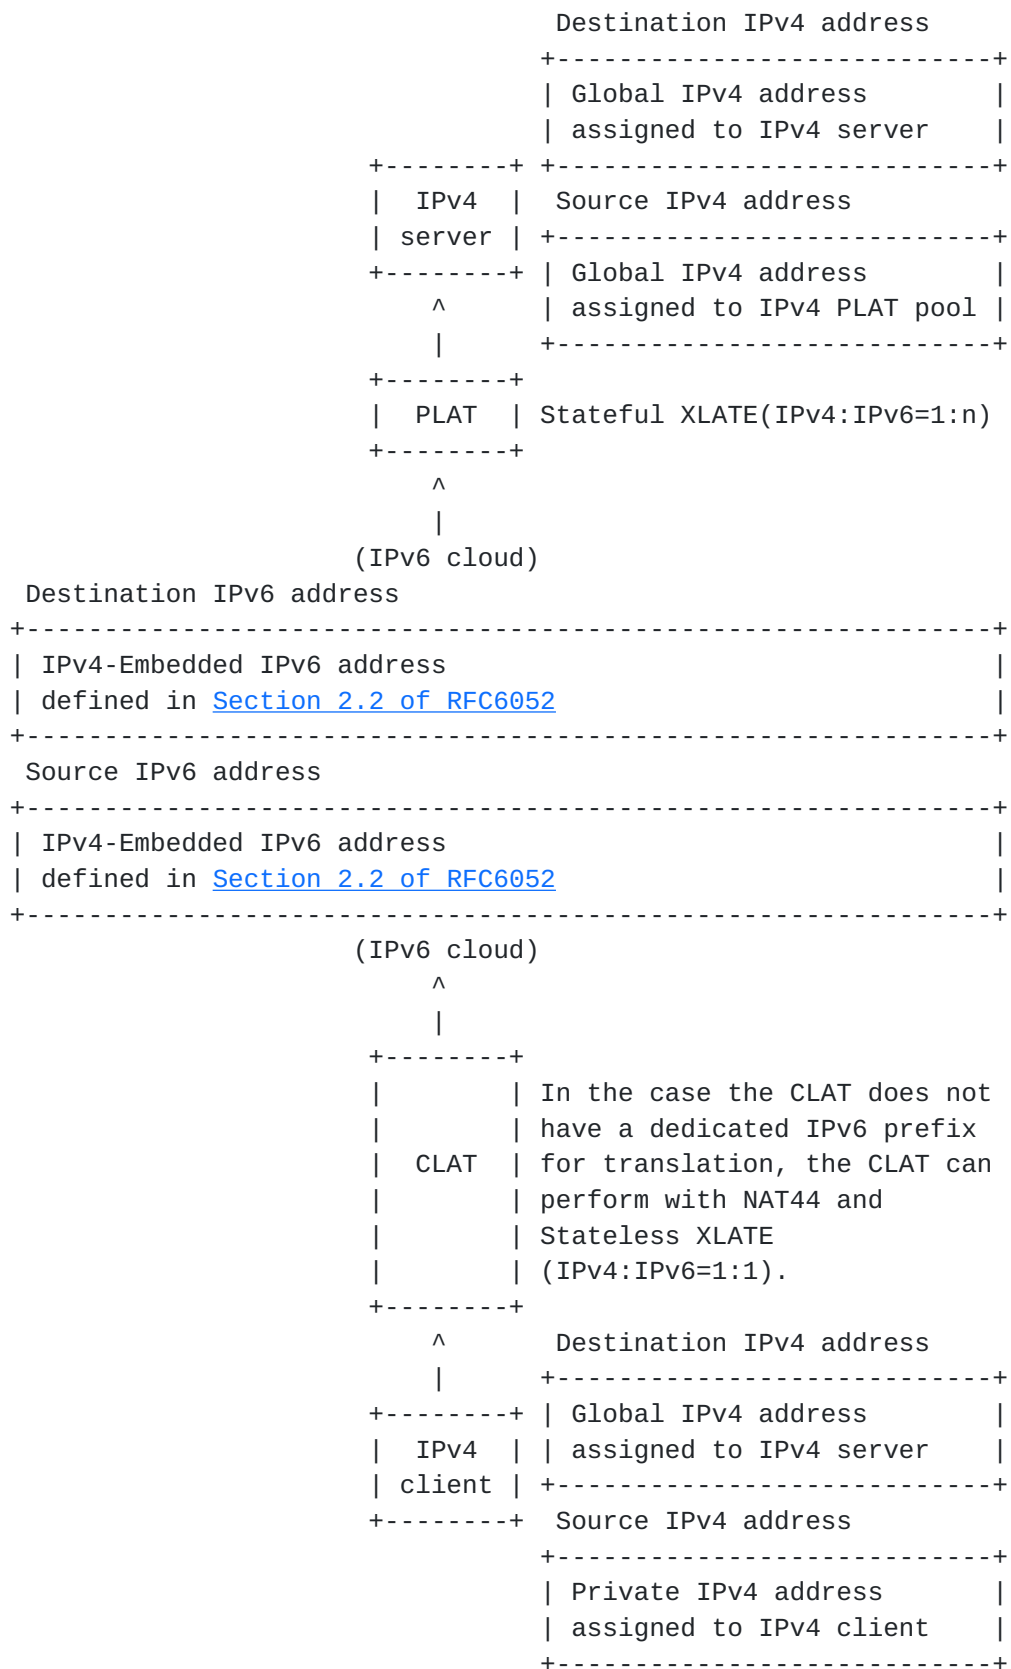 Destination IPv4 address
                                  +----------------------------+
                                  | Global IPv4 address        |
                                  | assigned to IPv4 server    |
                       +--------+ +----------------------------+
                       |  IPv4  |  Source IPv4 address
                       | server | +----------------------------+
                       +--------+ | Global IPv4 address        |
                           ^      | assigned to IPv4 PLAT pool |
                           |      +----------------------------+
                       +--------+
                       |  PLAT  | Stateful XLATE(IPv4:IPv6=1:n)
                       +--------+
                           ^
                           |
                      (IPv6 cloud)
 Destination IPv6 address
+--------------------------------------------------------------+
| IPv4-Embedded IPv6 address                                   |
| defined in Section 2.2 of RFC6052                            |
+--------------------------------------------------------------+
 Source IPv6 address
+--------------------------------------------------------------+
| IPv4-Embedded IPv6 address                                   |
| defined in Section 2.2 of RFC6052                            |
+--------------------------------------------------------------+
                      (IPv6 cloud)
                           ^
                           |
                       +--------+
                       |        | In the case the CLAT does not
                       |        | have a dedicated IPv6 prefix
                       |  CLAT  | for translation, the CLAT can
                       |        | perform with NAT44 and
                       |        | Stateless XLATE
                       |        | (IPv4:IPv6=1:1).
                       +--------+
                           ^       Destination IPv4 address
                           |      +----------------------------+
                       +--------+ | Global IPv4 address        |
                       |  IPv4  | | assigned to IPv4 server    |
                       | client | +----------------------------+
                       +--------+  Source IPv4 address
                                  +----------------------------+
                                  | Private IPv4 address       |
                                  | assigned to IPv4 client    |
                                  +----------------------------+